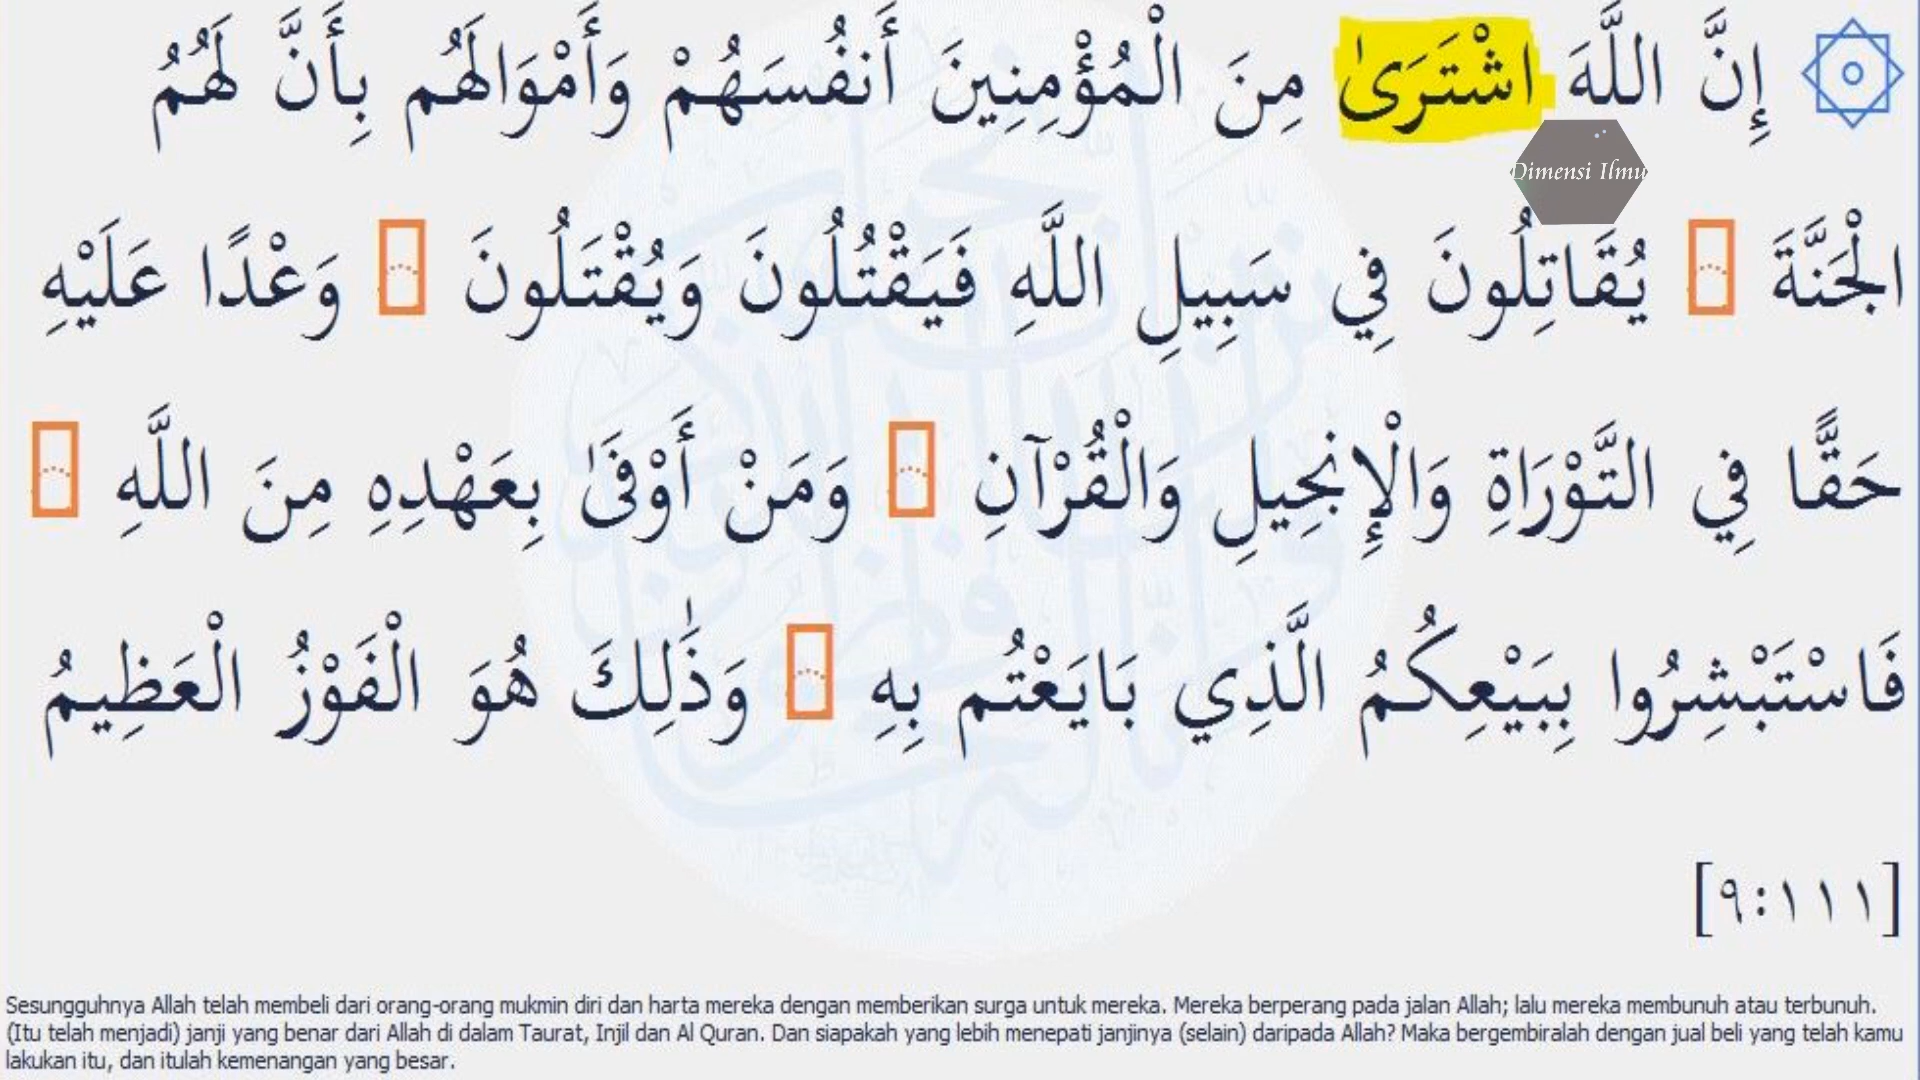 ۞ إِنَّ اللَّهَ اشْتَرَىٰ مِنَ الْمُؤْمِنِينَ أَنفُسَهُمْ وَأَمْوَالَهُم بِأَنَّ لَهُمُ
Dimensi Ilmu
الْجَنَّةَ يُقَاتِلُونَ فِي سَبِيلِ اللَّهِ فَيَقْتُلُونَ وَيُقْتَلُونَ وَعْدًا عَلَيْهِ
حَقًّا فِي التَّوْرَاةِ وَالْإِنجِيلِ وَالْقُرْآنِ وَمَنْ أَوْفَىٰ بِعَهْدِهِ مِنَ اللَّهِ
فَاسْتَبْشِرُوا بِبَيْعِكُمُ الَّذِي بَايَعْتُم بِهِ وَذَٰلِكَ هُوَ الْفَوْزُ الْعَظِيمُ
[٩:١١١]
Sesungguhnya Allah telah membeli dari orang-orang mukmin diri dan harta mereka dengan memberikan surga untuk mereka. Mereka berperang pada jalan Allah; lalu mereka membunuh atau terbunuh.
(Itu telah menjadi) janji yang benar dari Allah di dalam Taurat, Injil dan Al Quran. Dan siapakah yang lebih menepati janjinya (selain) daripada Allah? Maka bergembiralah dengan jual beli yang telah kamu
lakukan itu, dan itulah kemenangan yang besar.